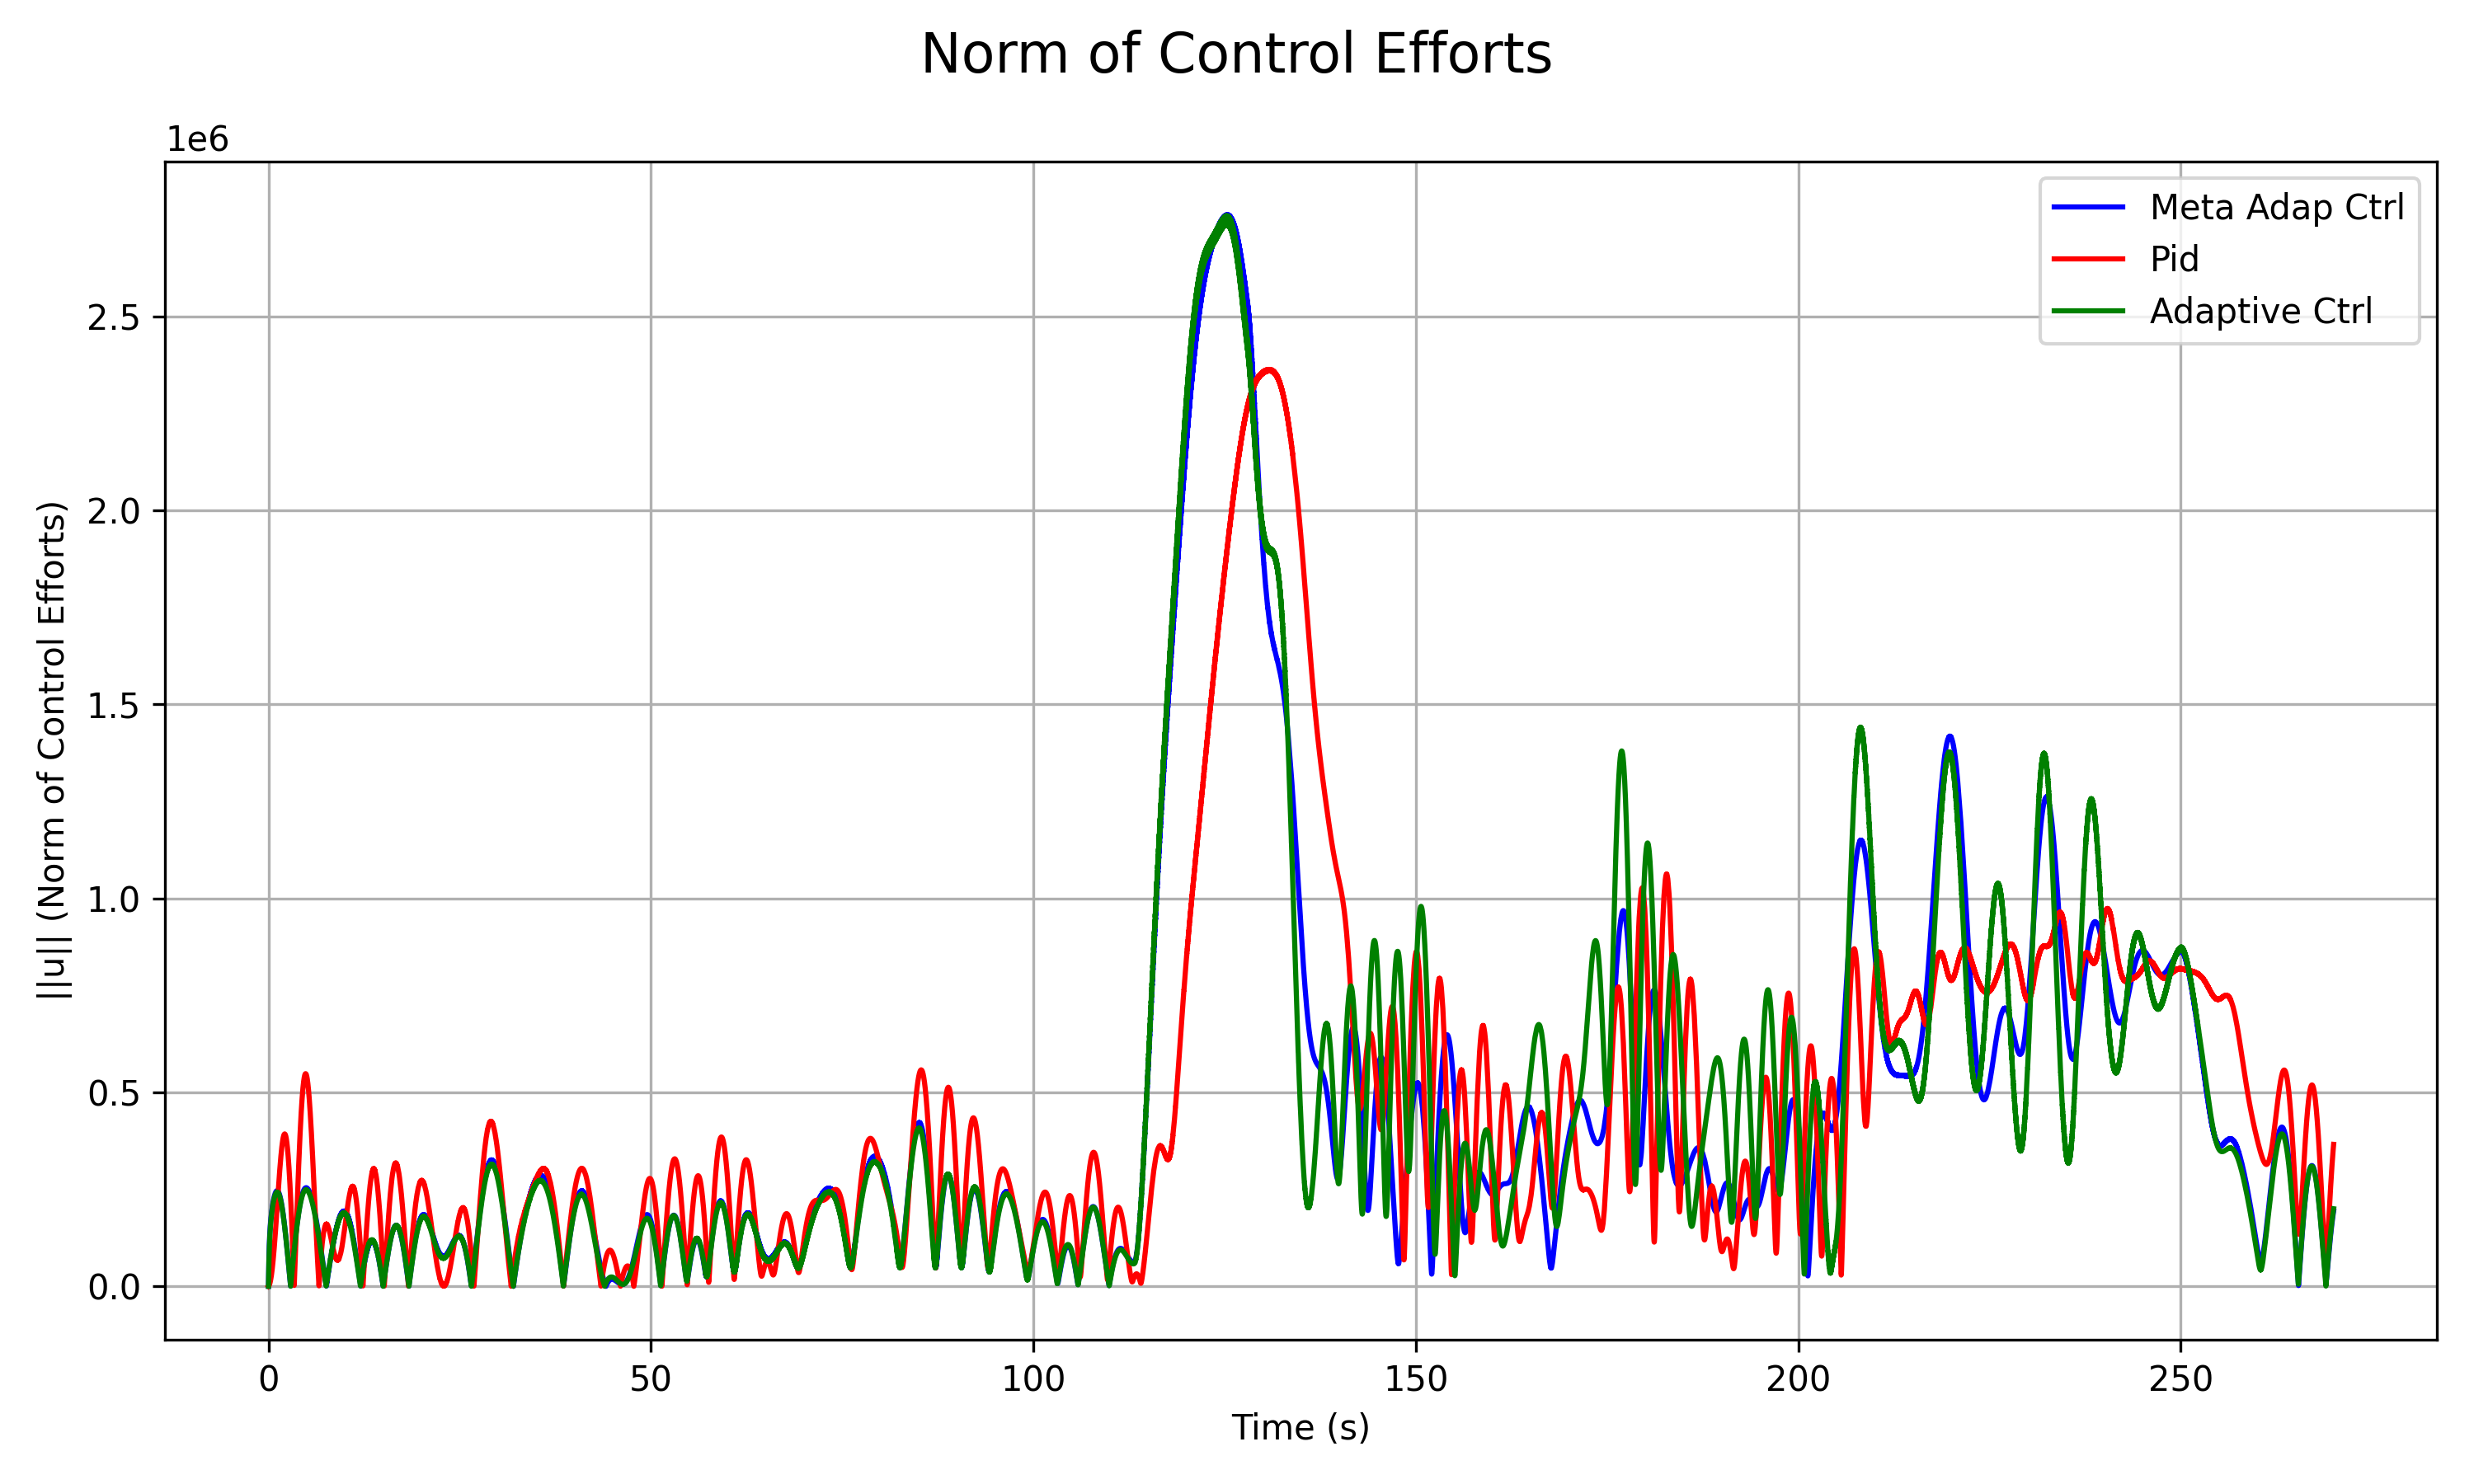 Norm of Control Efforts
1e6
Meta Adap Ctrl
Pid
Adaptive Ctrl
||u|| (Norm of Control Efforts)
2.5
2.0
1.5
1.0
0.5
0.0
0 50 100 150 200 250
Time (s)